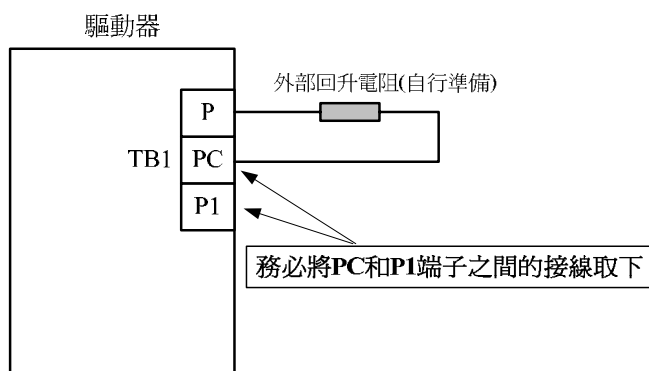 驅動器
外部回升電阻(自行準備)
P
TB1 PC
P1
務必將PC和P1端子之間的接線取下